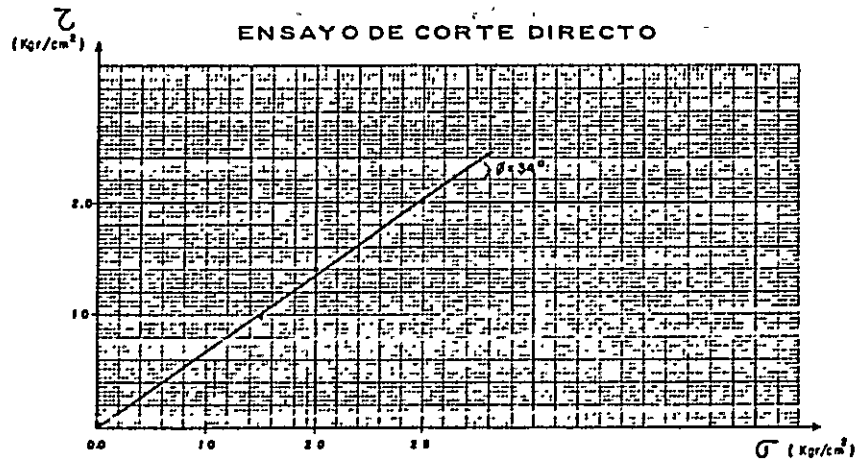 ENSAYO DE CORTE DIRECTO
τ
(Kgr/cm²)
Ø=34°
2.0
1.0
0.0 1.0 2.0
σ (Kgr/cm²)